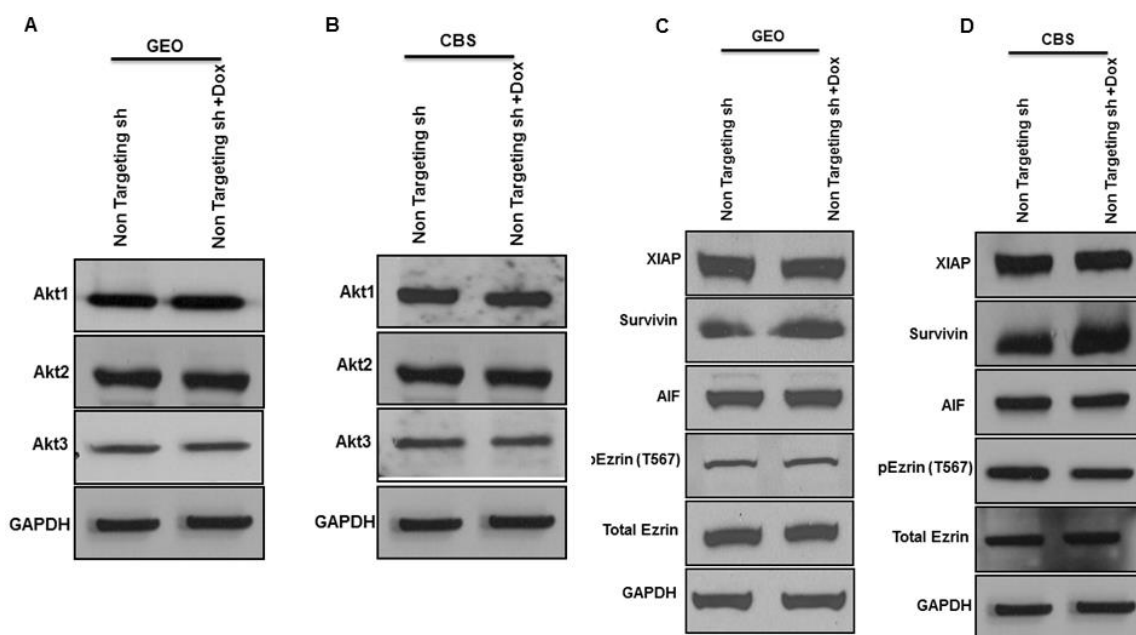 A
GEO
Non Targeting sh
Non Targeting sh +Dox
Akt1
Akt2
Akt3
GAPDH
B
CBS
Non Targeting sh
Non Targeting sh +Dox
Akt1
Akt2
Akt3
GAPDH
C
GEO
Non Targeting sh
Non Targeting sh +Dox
XIAP
Survivin
AIF
pEzrin (T567)
Total Ezrin
GAPDH
D
CBS
Non Targeting sh
Non Targeting sh +Dox
XIAP
Survivin
AIF
pEzrin (T567)
Total Ezrin
GAPDH